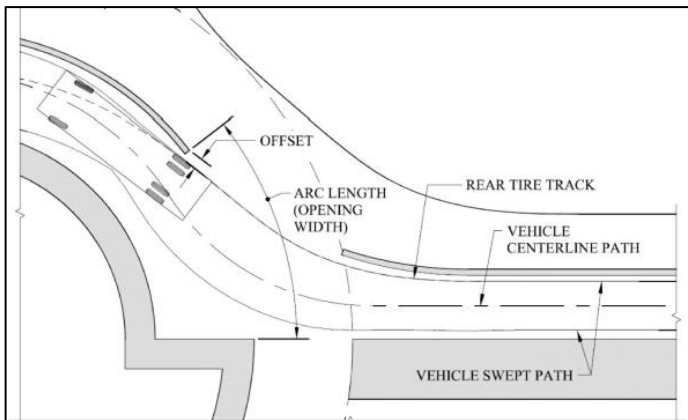 OFFSET
ARC LENGTH
(OPENING
WIDTH)
REAR TIRE TRACK
VEHICLE
CENTERLINE PATH
VEHICLE SWEPT PATH